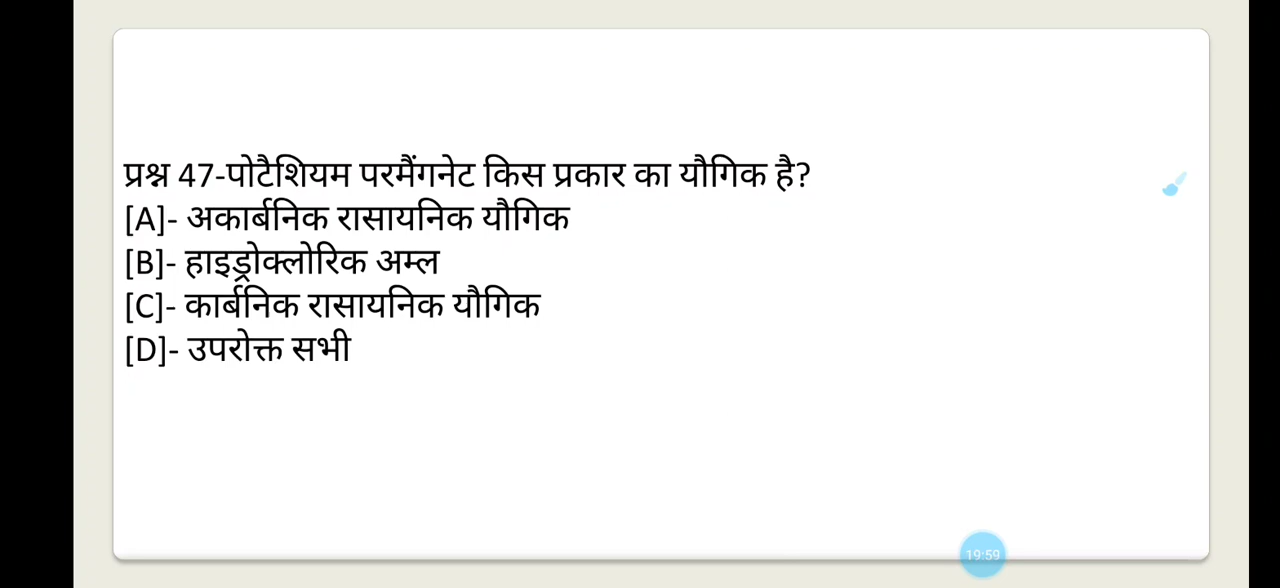 प्रश्न 47-पोटैशियम परमैंगनेट किस प्रकार का यौगिक है?
[A]- अकार्बनिक रासायनिक यौगिक
[B]- हाइड्रोक्लोरिक अम्ल
[C]- कार्बनिक रासायनिक यौगिक
[D]- उपरोक्त सभी
19:59